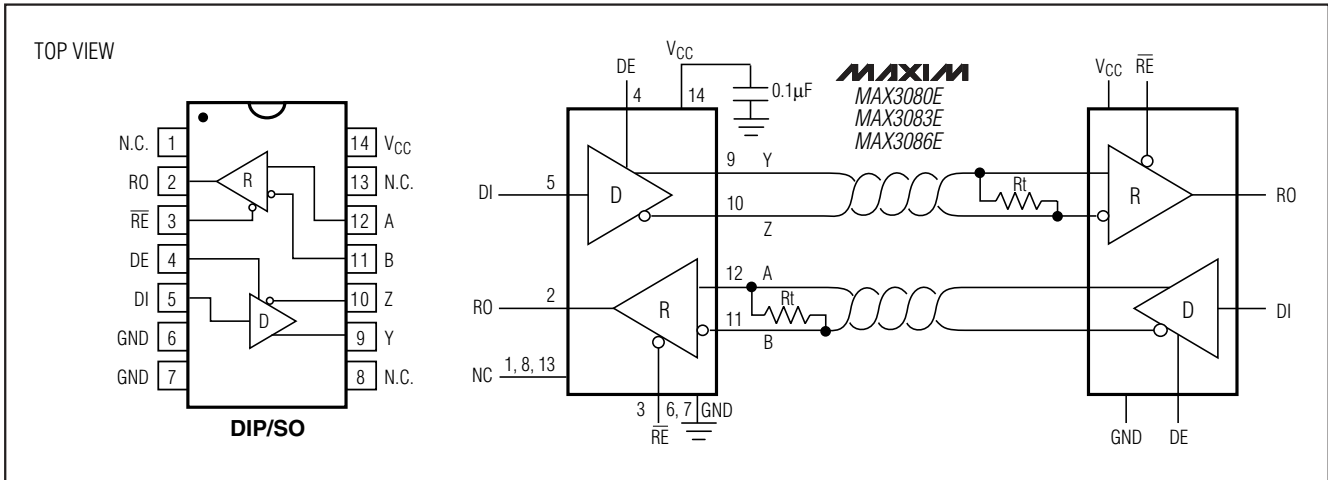 TOP VIEW
N.C. 1
RO 2
RE 3
DE 4
DI 5
GND 6
GND 7
14 VCC
13 N.C.
12 A
11 B
10 Z
9 Y
8 N.C.
R
D
DIP/SO
VCC
DE
4
14
0.1μF
MAXIM
MAX3080E
MAX3083E
MAX3086E
VCC RE
DI 5
D
9 Y
10
Z
Rt
R
RO
RO 2
R
12 A
Rt
11
B
D
DI
NC 1, 8, 13
3 6, 7 GND
RE
GND DE